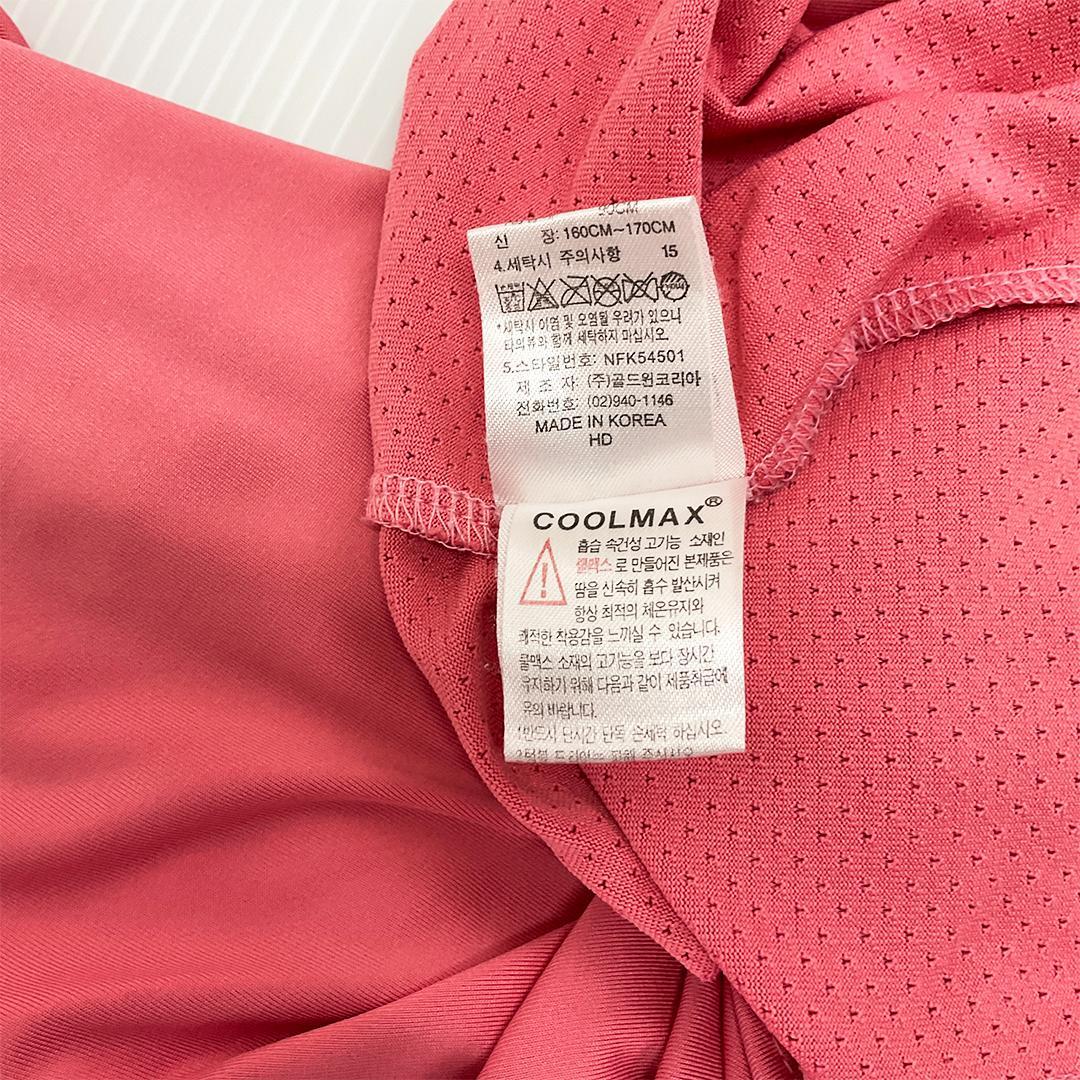 신 장: 160CM~170CM
4.세탁시 주의사항 15
*세탁시 이염 및 오염될 우려가 있으니
타의류와 함께 세탁하지 마십시오
5.스타일번호: NFK54501
제 조 자: (주)골드윈코리아
전화번호: (02)940-1146
MADE IN KOREA
HD
COOLMAX®
흡습 속건성 고기능 소재인
쿨맥스로 만들어진 본제품은
땀을 신속히 흡수 발산시켜
항상 최적의 체온유지와
쾌적한 착용감을 느끼실 수 있습니다.
쿨맥스 소재의 고기능을 보다 장시간
유지하기 위해 다음과 같이 제품취급에
유의 바랍니다.
1.반드시 단시간 단독 손세탁 하십시오.